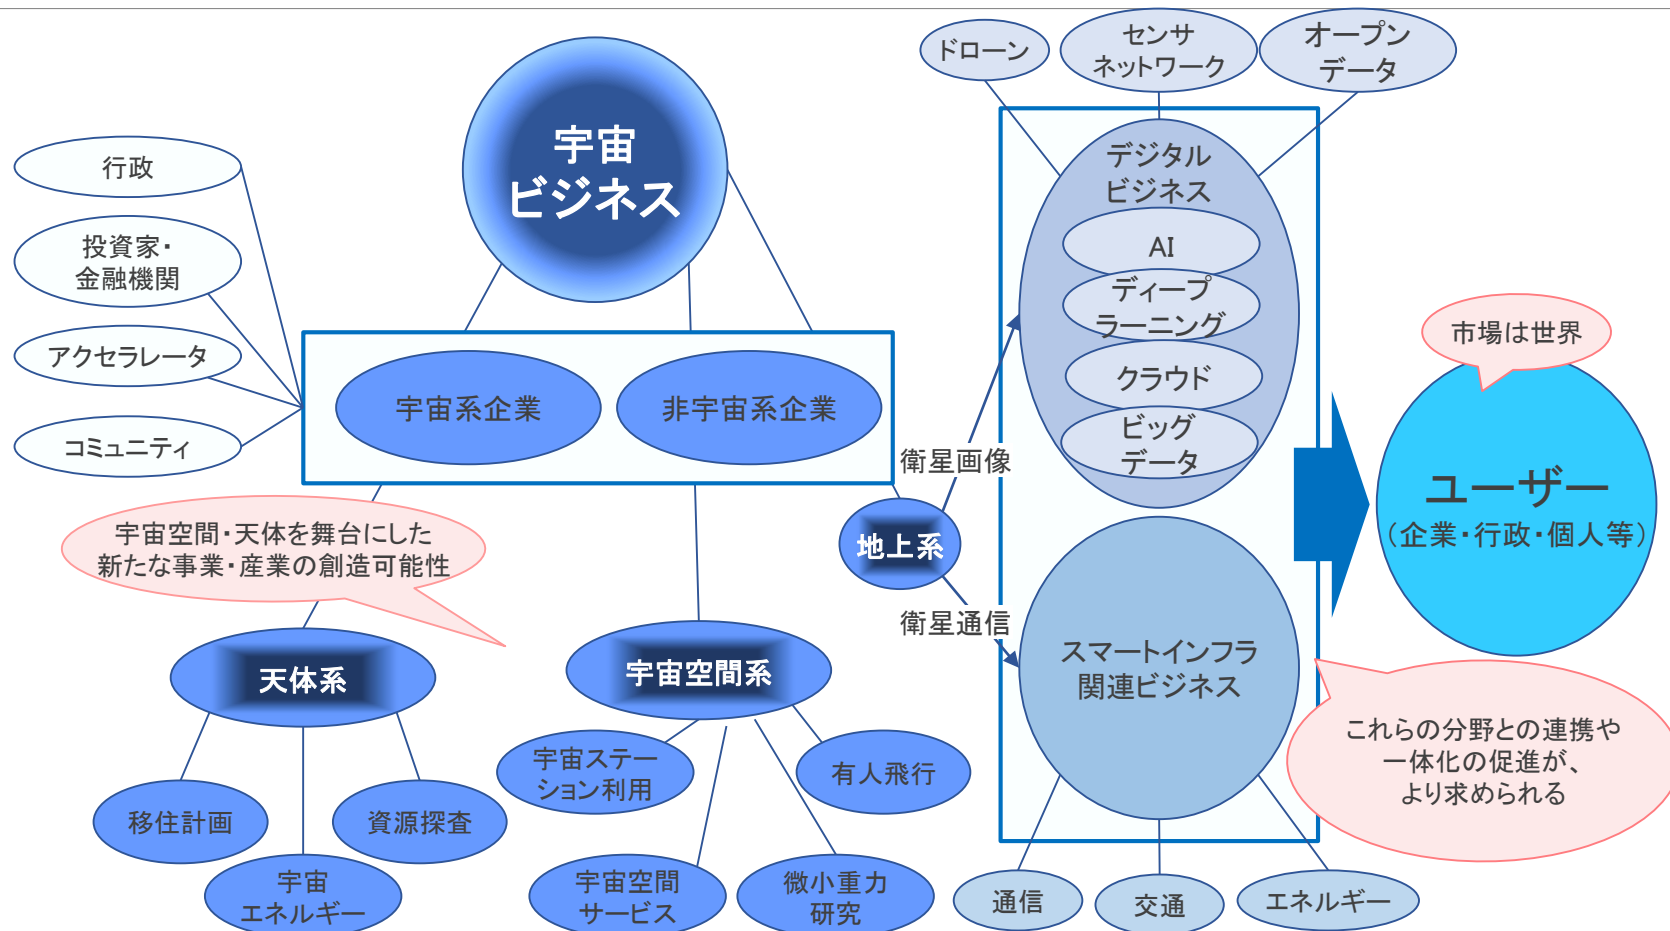 ドローン
センサ
ネットワーク
オープン
データ
宇宙
ビジネス
行政
投資家・
金融機関
アクセラレータ
コミュニティ
宇宙系企業
非宇宙系企業
デジタル
ビジネス
AI
ディープ
ラーニング
クラウド
ビッグ
データ
市場は世界
ユーザー
(企業・行政・個人等)
衛星画像
地上系
衛星通信
宇宙空間・天体を舞台にした
新たな事業・産業の創造可能性
天体系
宇宙空間系
スマートインフラ
関連ビジネス
これらの分野との連携や
一体化の促進が、
より求められる
移住計画
資源探査
宇宙
エネルギー
宇宙ステー
ション利用
有人飛行
宇宙空間
サービス
微小重力
研究
通信
交通
エネルギー